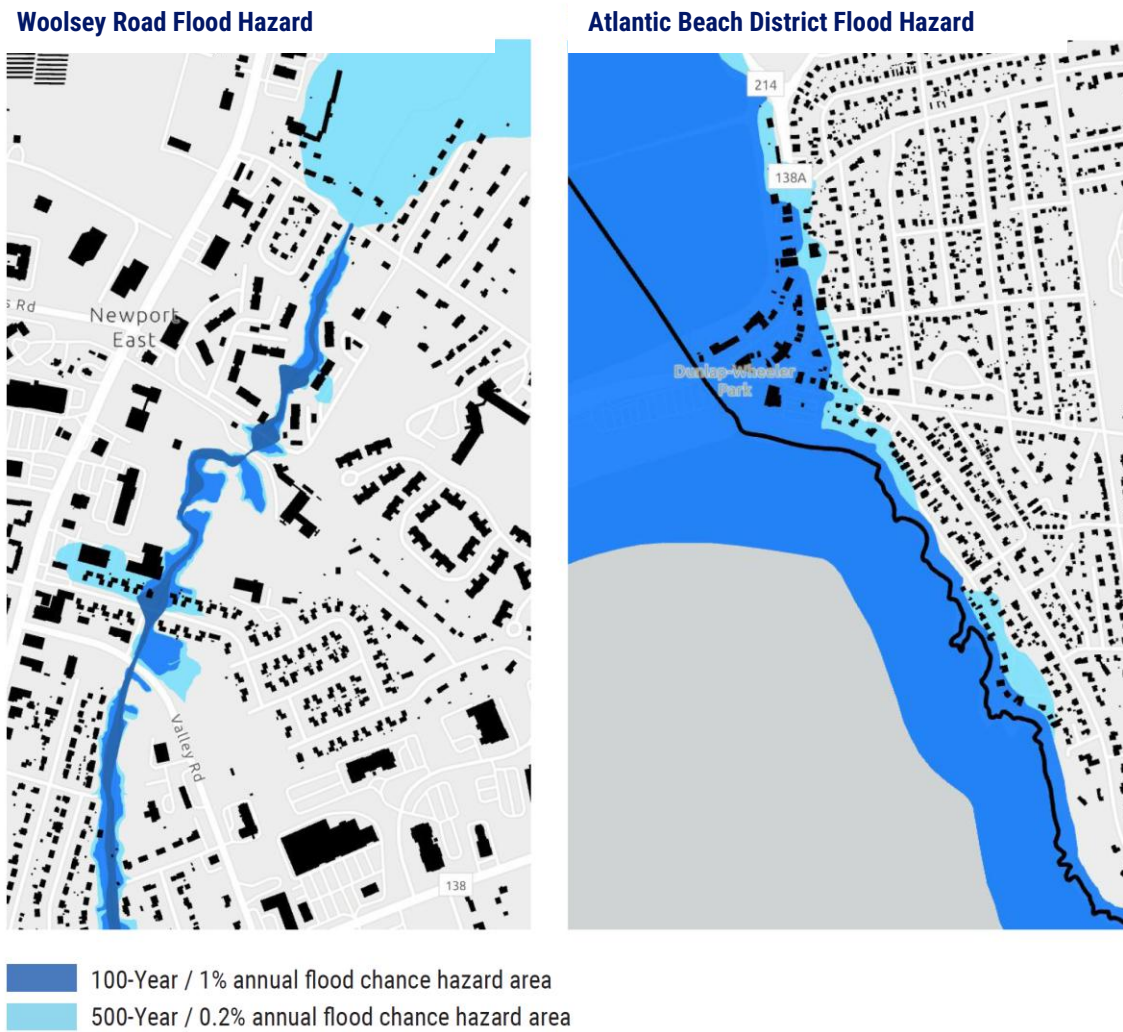 Woolsey Road Flood Hazard
Atlantic Beach District Flood Hazard
s Rd
Newport
East
Valley Rd
138
214
138A
Dunlap-Wheeler
Park
100-Year / 1% annual flood chance hazard area
500-Year / 0.2% annual flood chance hazard area